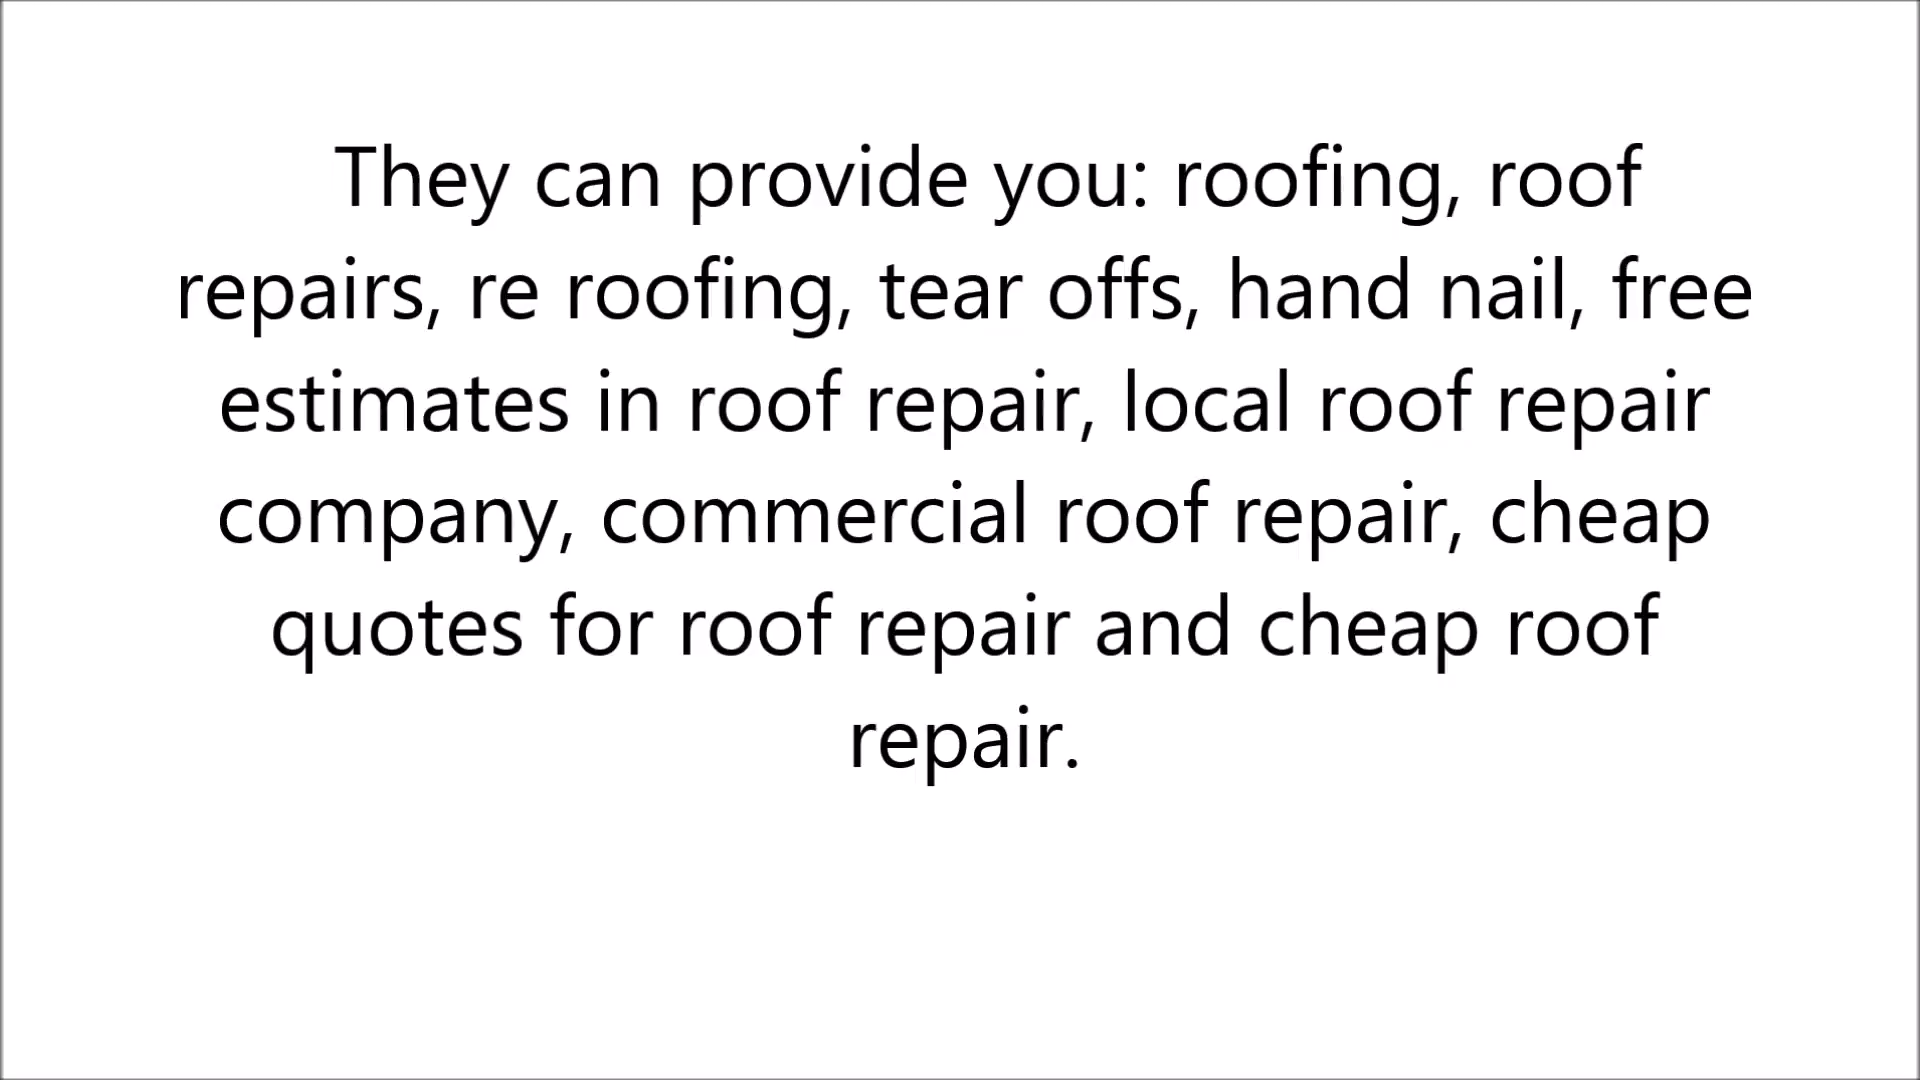 They can provide you: roofing, roof
repairs, re roofing, tear offs, hand nail, free
estimates in roof repair, local roof repair
company, commercial roof repair, cheap
quotes for roof repair and cheap roof
repair.